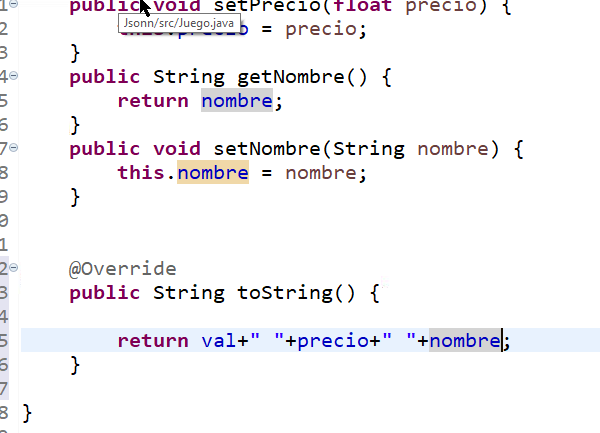 1 public void setPrecio(float precio) {
Jsonn/src/Juego.java
2 = precio;
3 }
4 public String getNombre() {
5 return nombre;
6 }
7 public void setNombre(String nombre) {
8 this.nombre = nombre;
9 }
0
1
2 @Override
3 public String toString() {
4
5 return val+" "+precio+" "+nombre;
6 }
7
8 }